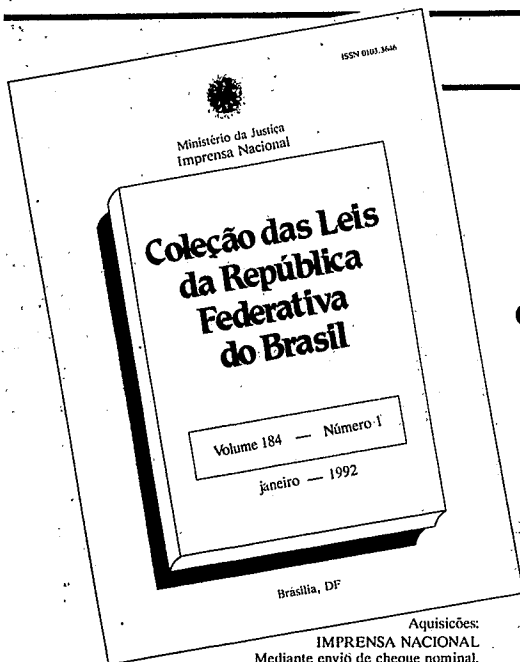 ISSN 0103.3646
Ministério da Justiça
Imprensa Nacional
Coleção das Leis
da República
Federativa
do Brasil
Volume 184 — Número 1
janeiro — 1992
Brasília, DF
Aquisições:
IMPRENSA NACIONAL
Mediante envio de cheque nominal,